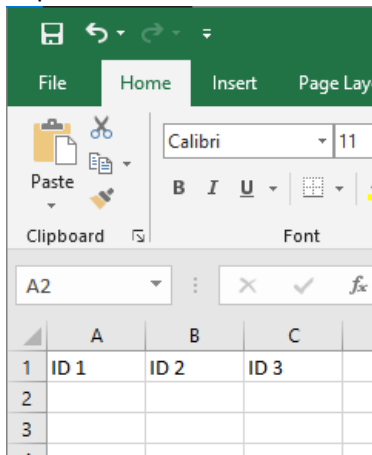 File Home Insert Page Lay
Calibri 11
Paste B I U
Clipboard Font
A2 fx
A B C
1 ID 1 ID 2 ID 3
2
3